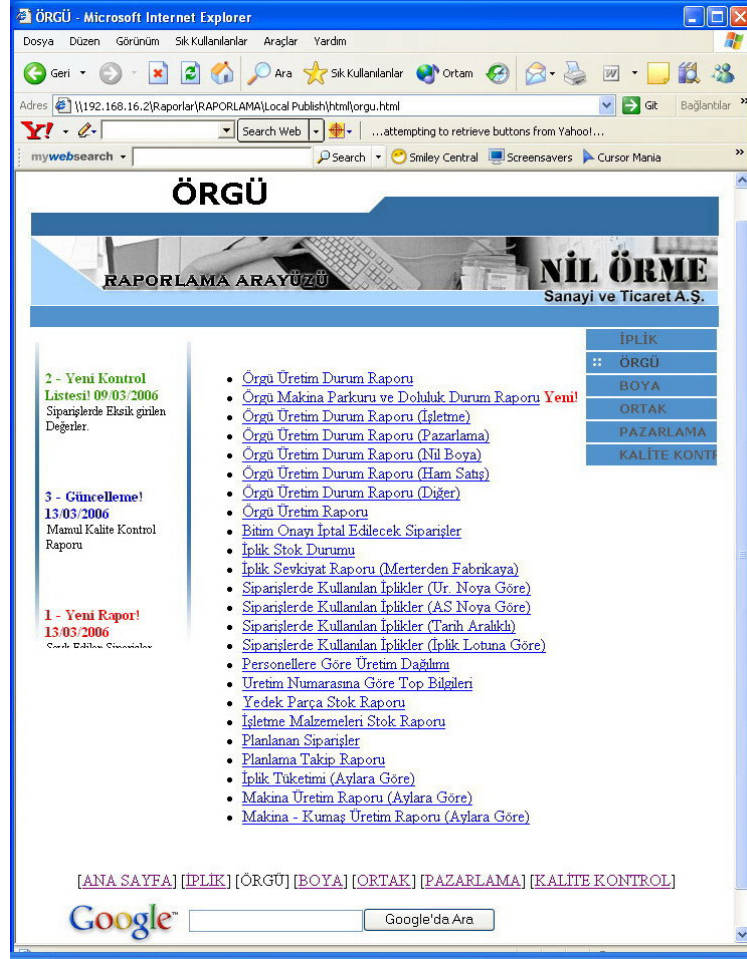 ÖRGÜ - Microsoft Internet Explorer
Dosya Düzen Görünüm Sık Kullanılanlar Araçlar Yardım
Geri Ara Sık Kullanılanlar Ortam
Adres \\192.168.16.2\Raporlar\RAPORLAMA\Local Publish\html\orgu.html Git Bağlantılar »
Y! Search Web ...attempting to retrieve buttons from Yahoo!...
mywebsearch Search Smiley Central Screensavers Cursor Mania »
ÖRGÜ
RAPORLAMA ARAYÜZÜ
NİL ÖRME
Sanayi ve Ticaret A.Ş.
İPLİK
ÖRGÜ
BOYA
ORTAK
PAZARLAMA
KALİTE KONTR
2 - Yeni Kontrol
Listesi! 09/03/2006
Siparişlerde Eksik girilen
Değerler.
3 - Güncelleme!
13/03/2006
Mamul Kalite Kontrol
Raporu
1 - Yeni Rapor!
13/03/2006
Örgü Üretim Durum Raporu
Örgü Makina Parkuru ve Doluluk Durum Raporu Yeni!
Örgü Üretim Durum Raporu (İşletme)
Örgü Üretim Durum Raporu (Pazarlama)
Örgü Üretim Durum Raporu (Nil Boya)
Örgü Üretim Durum Raporu (Ham Satış)
Örgü Üretim Durum Raporu (Diğer)
Örgü Üretim Raporu
Bitim Onayı İptal Edilecek Siparişler
İplik Stok Durumu
İplik Sevkiyat Raporu (Merterden Fabrikaya)
Siparişlerde Kullanılan İplikler (Ur. Noya Göre)
Siparişlerde Kullanılan İplikler (AS Noya Göre)
Siparişlerde Kullanılan İplikler (Tarih Aralıklı)
Siparişlerde Kullanılan İplikler (İplik Lotuna Göre)
Personellere Göre Üretim Dağılımı
Uretim Numarasına Göre Top Bilgileri
Yedek Parça Stok Raporu
İşletme Malzemeleri Stok Raporu
Planlanan Siparişler
Planlama Takip Raporu
İplik Tüketimi (Aylara Göre)
Makina Üretim Raporu (Aylara Göre)
Makina - Kumaş Üretim Raporu (Aylara Göre)
[ANA SAYFA] [İPLİK] [ÖRGÜ] [BOYA] [ORTAK] [PAZARLAMA] [KALİTE KONTROL]
Google™ Google'da Ara